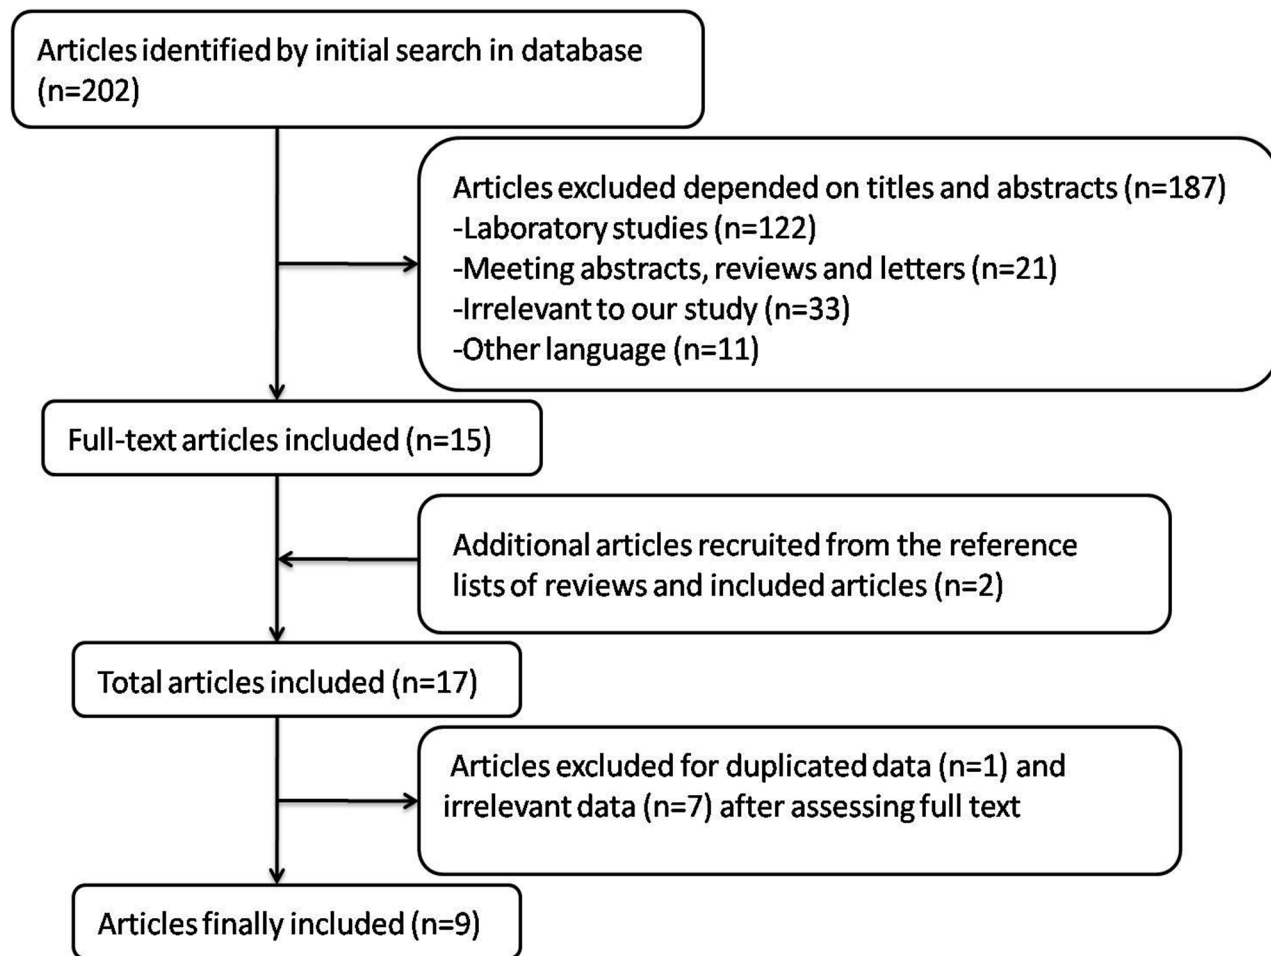 Articles identified by initial search in database
(n=202)
Articles excluded depended on titles and abstracts (n=187)
-Laboratory studies (n=122)
-Meeting abstracts, reviews and letters (n=21)
-Irrelevant to our study (n=33)
-Other language (n=11)
Full-text articles included (n=15)
Additional articles recruited from the reference
lists of reviews and included articles (n=2)
Total articles included (n=17)
Articles excluded for duplicated data (n=1) and
irrelevant data (n=7) after assessing full text
Articles finally included (n=9)